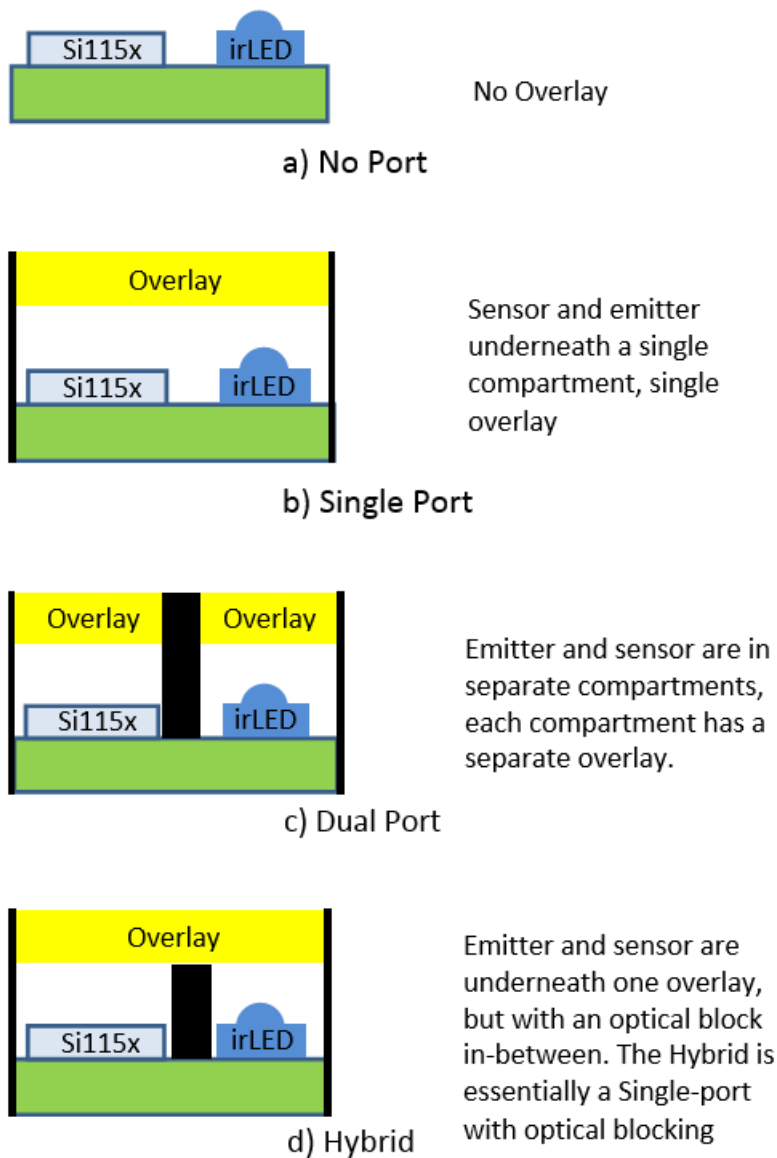 Si115x irLED
No Overlay
a) No Port
Overlay
Si115x irLED
Sensor and emitter
underneath a single
compartment, single
overlay
b) Single Port
Overlay Overlay
Si115x irLED
Emitter and sensor are in
separate compartments,
each compartment has a
separate overlay.
c) Dual Port
Overlay
Si115x irLED
Emitter and sensor are
underneath one overlay,
but with an optical block
in-between. The Hybrid is
essentially a Single-port
with optical blocking
d) Hybrid